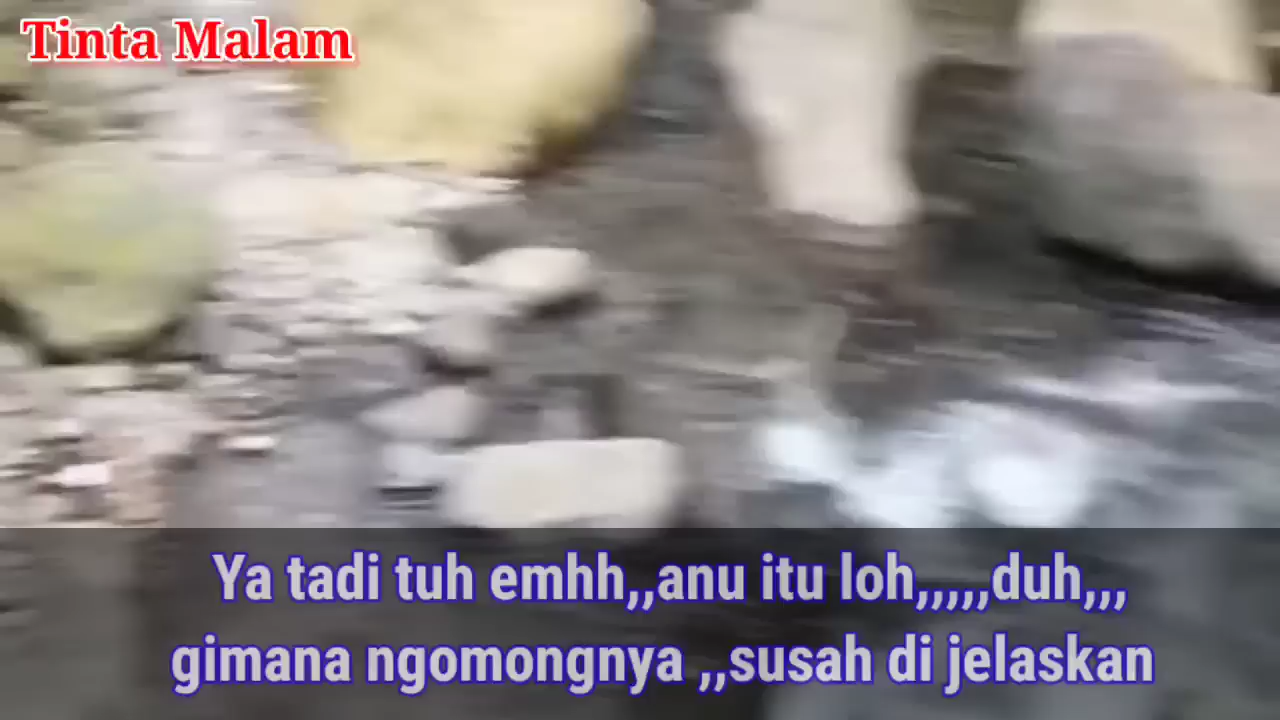 Tinta Malam
Ya tadi tuh emhh,,anu itu loh,,,,,duh,,,
gimana ngomongnya ,,susah di jelaskan